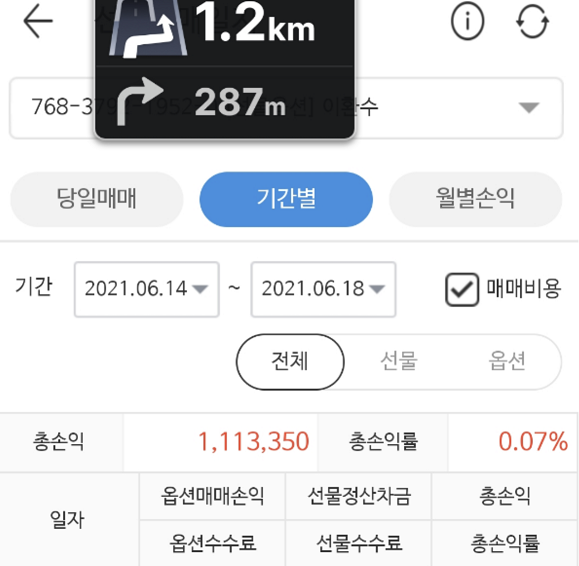 1.2km
287m
768-3 이환수
당일매매 기간별 월별손익
기간 2021.06.14 ~ 2021.06.18 매매비용
전체 선물 옵션
총손익 1,113,350 총손익률 0.07%
일자 옵션매매손익 선물정산차금 총손익
옵션수수료 선물수수료 총손익률